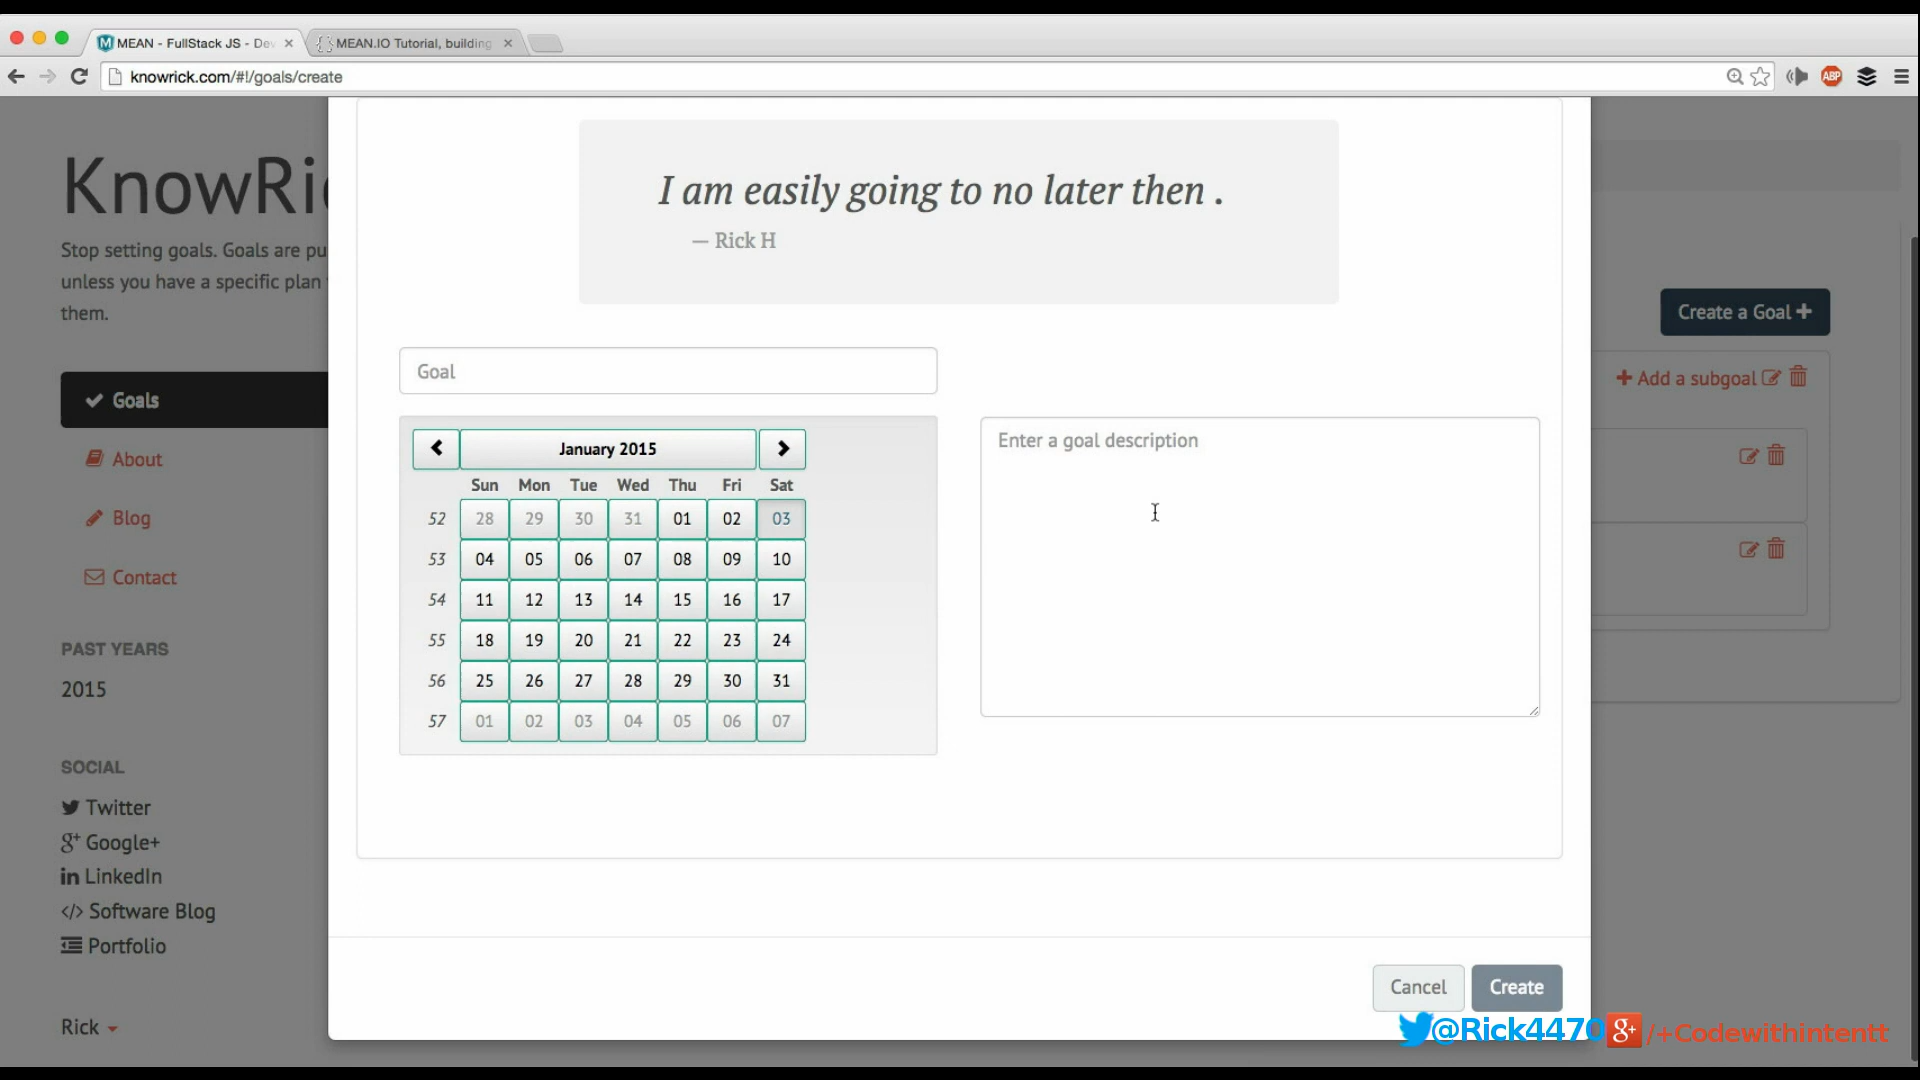 MEAN - FullStack JS - Dev
MEAN.IO Tutorial, building
knowrick.com/#!/goals/create
ABP
KnowRic
Stop setting goals. Goals are pu
unless you have a specific plan
them.
Goals
About
Blog
Contact
PAST YEARS
2015
SOCIAL
Twitter
Google+
LinkedIn
Software Blog
Portfolio
Rick
I am easily going to no later then .
— Rick H
Goal
January 2015
Sun Mon Tue Wed Thu Fri Sat
52 28 29 30 31 01 02 03
53 04 05 06 07 08 09 10
54 11 12 13 14 15 16 17
55 18 19 20 21 22 23 24
56 25 26 27 28 29 30 31
57 01 02 03 04 05 06 07
Enter a goal description
Cancel Create
Create a Goal
Add a subgoal
@Rick4470 /+Codewithintentt